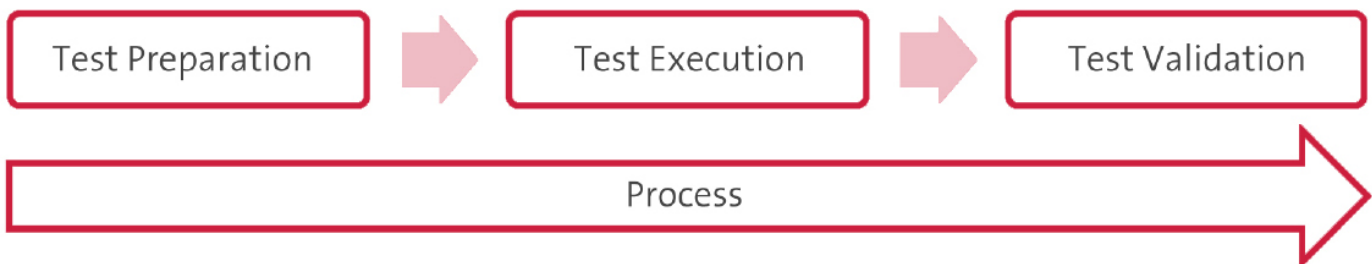 Test Preparation
Test Execution
Test Validation
Process